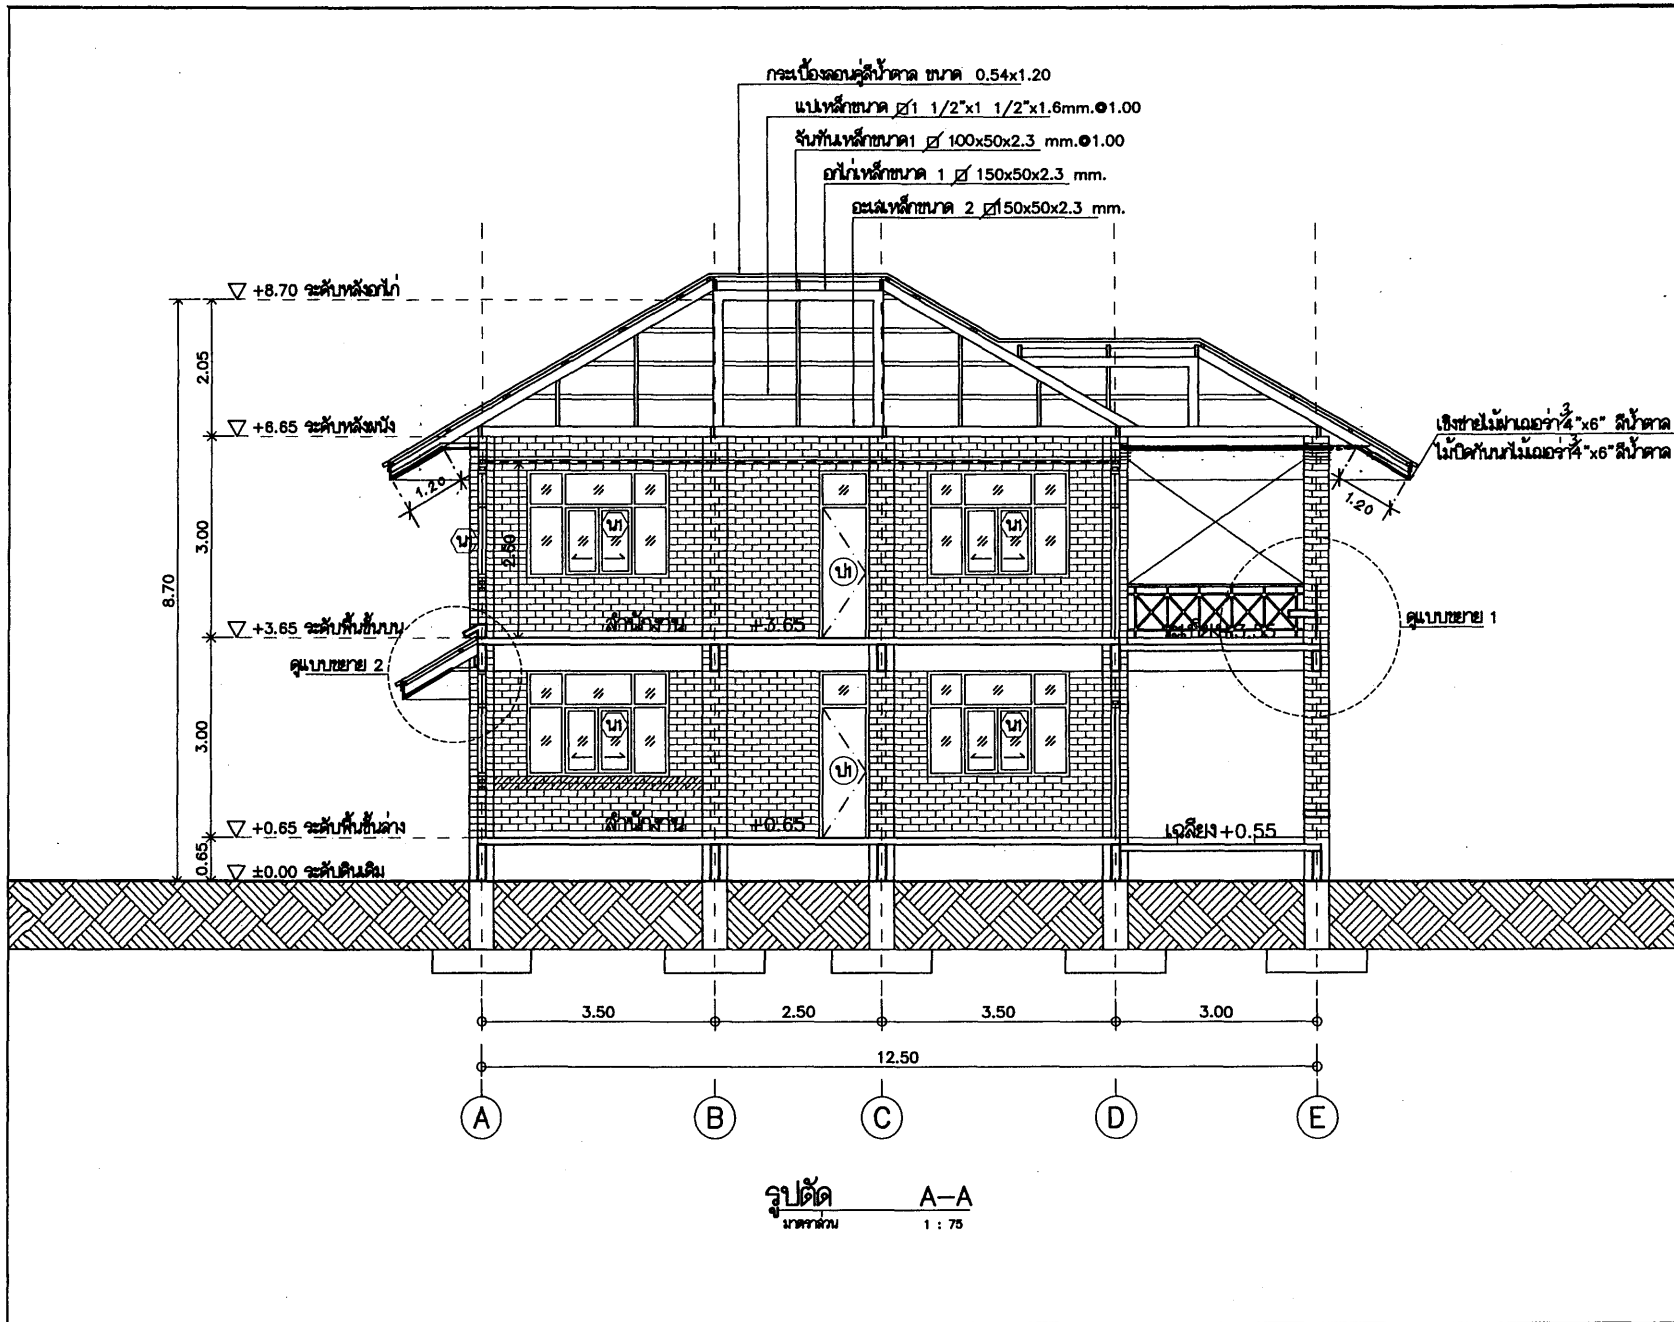 กระเบื้องลอนคู่สีน้ำตาล ขนาด 0.54x1.20
แปเหล็กขนาด 1 1/2"x1 1/2"x1.6mm.@1.00
จันทันเหล็กขนาด1 100x50x2.3 mm.@1.00
อกไก่เหล็กขนาด 1 150x50x2.3 mm.
อะเสเหล็กขนาด 2 150x50x2.3 mm.
+8.70 ระดับหลังอกไก่
2.05
+6.65 ระดับหลังผนัง
เชิงชายไม้ฝาเฌอร่า 3/4"x6" สีน้ำตาล
ไม้ปิดกันนกไม้เฌอร่า 3/4"x6" สีน้ำตาล
1.20
1.20
3.00
น1
น1
น1
2.50
ป1
8.70
สำนักงาน +3.65
+3.65 ระดับพื้นชั้นบน
ดูแบบขยาย 1
ดูแบบขยาย 2
น1
น1
3.00
ป1
สำนักงาน +0.65
+0.65 ระดับพื้นชั้นล่าง
เฉลียง+0.55
0.65
±0.00 ระดับดินเดิม
3.50 2.50 3.50 3.00
12.50
A B C D E
รูปตัด A-A
มาตราส่วน 1 : 75